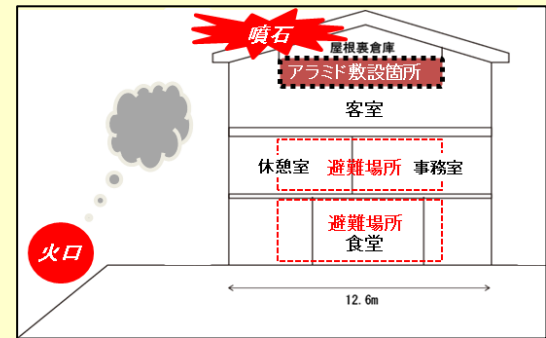 噴石
屋根裏倉庫
アラミド敷設箇所
客室
休憩室 避難場所 事務室
避難場所
食堂
火口
12.6m